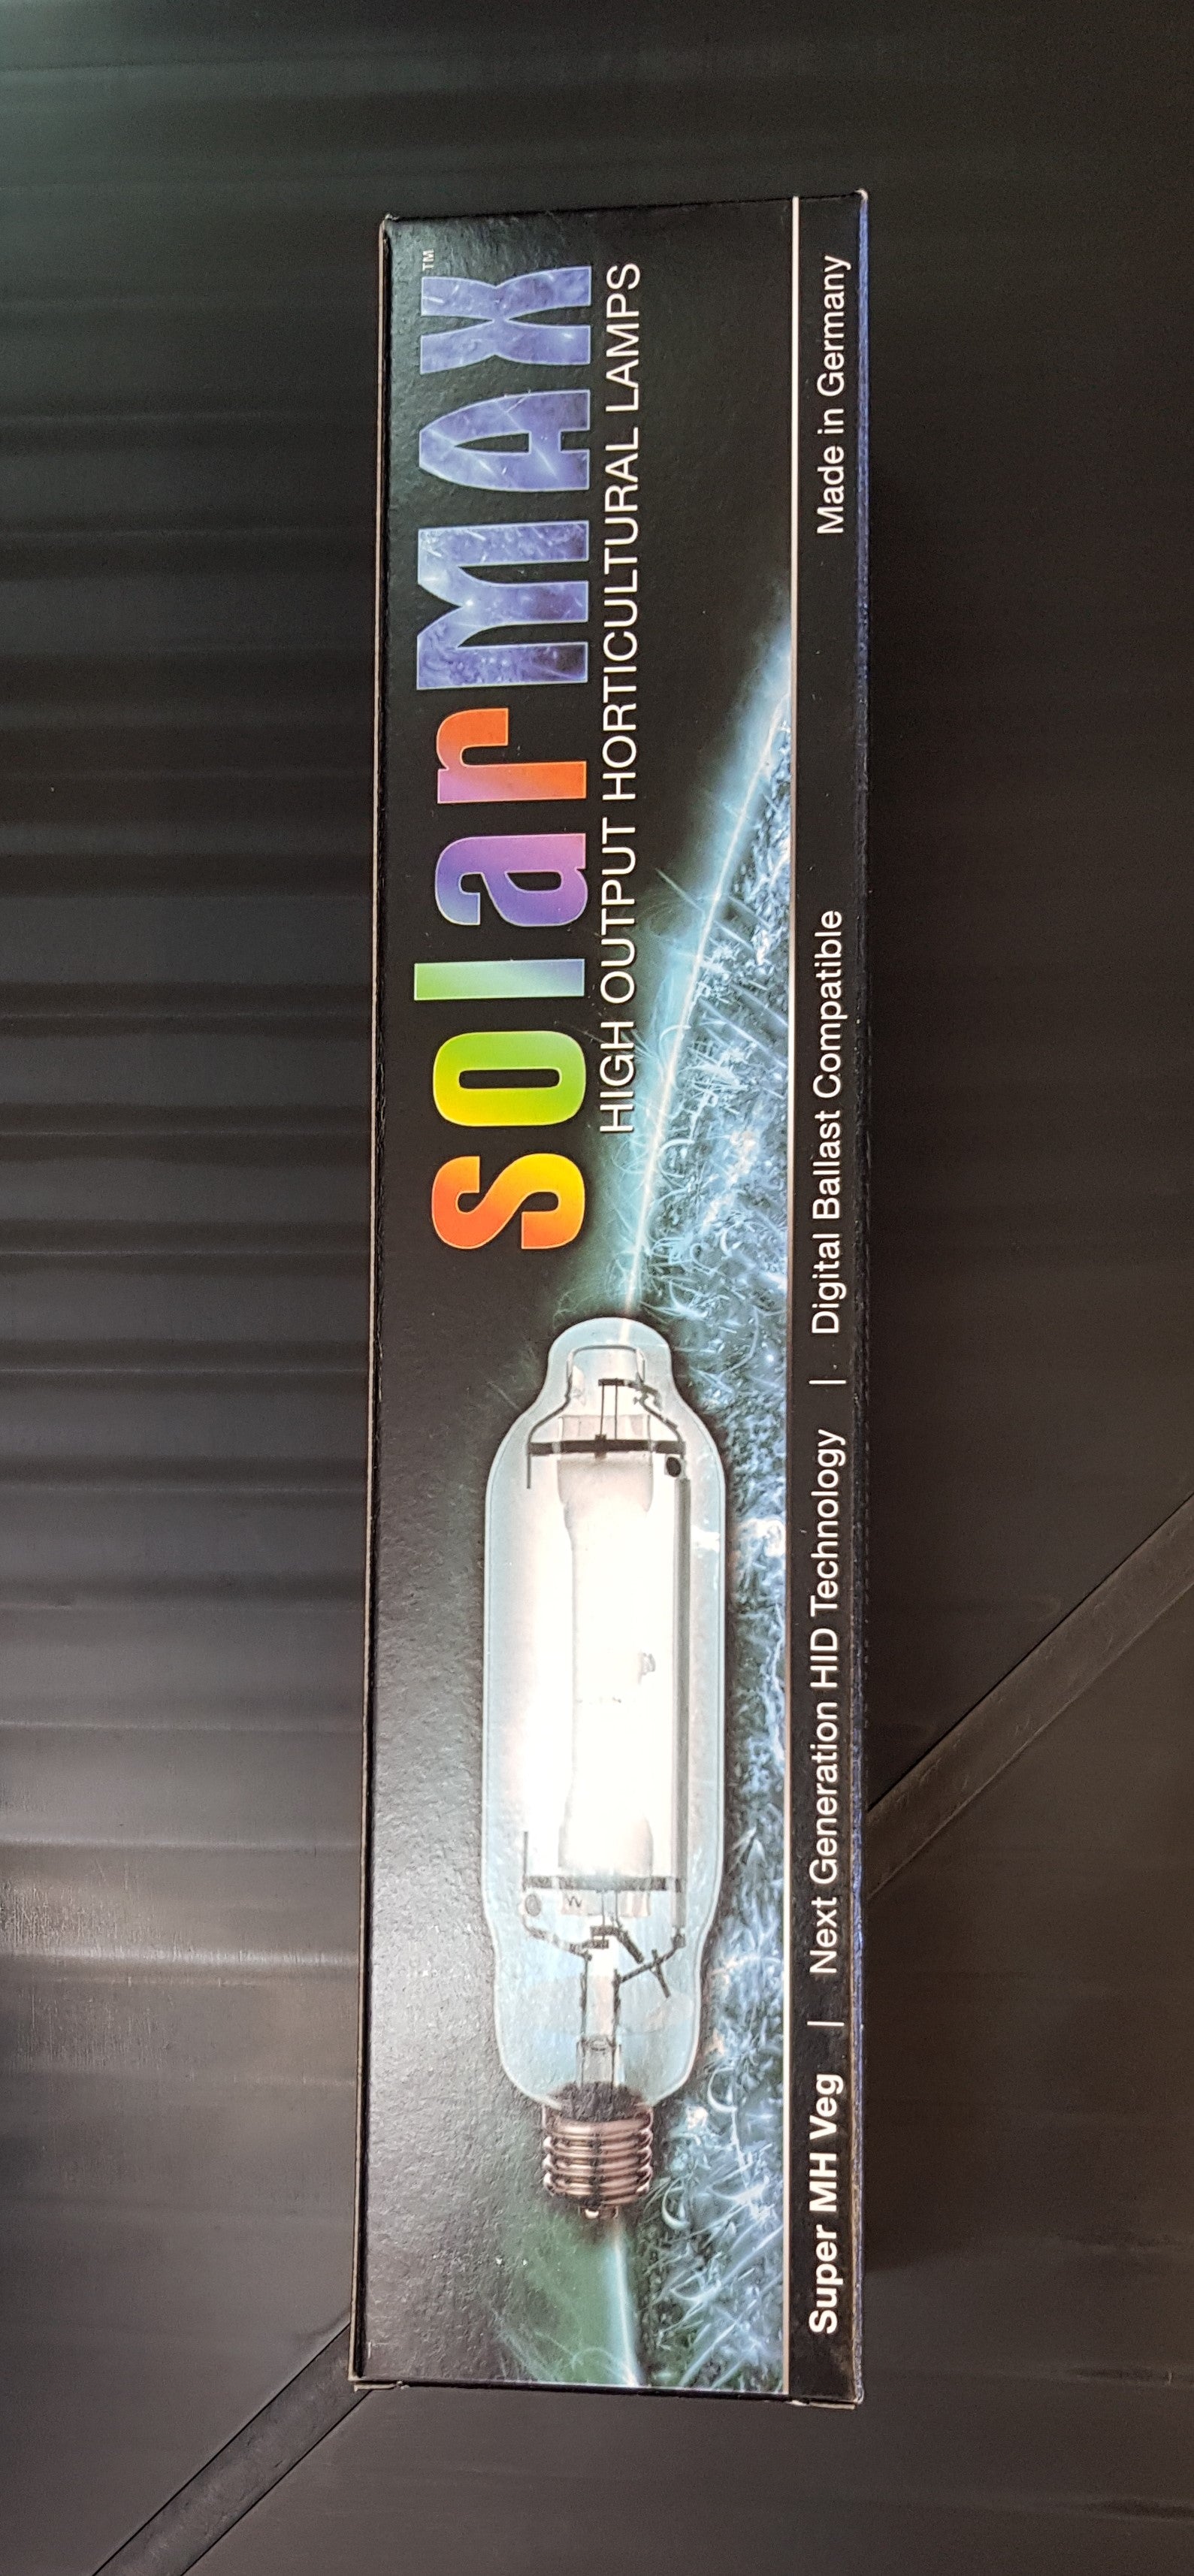 solarMAX™
HIGH OUTPUT HORTICULTURAL LAMPS
Super MH Veg | Next Generation HID Technology | Digital Ballast Compatible Made in Germany